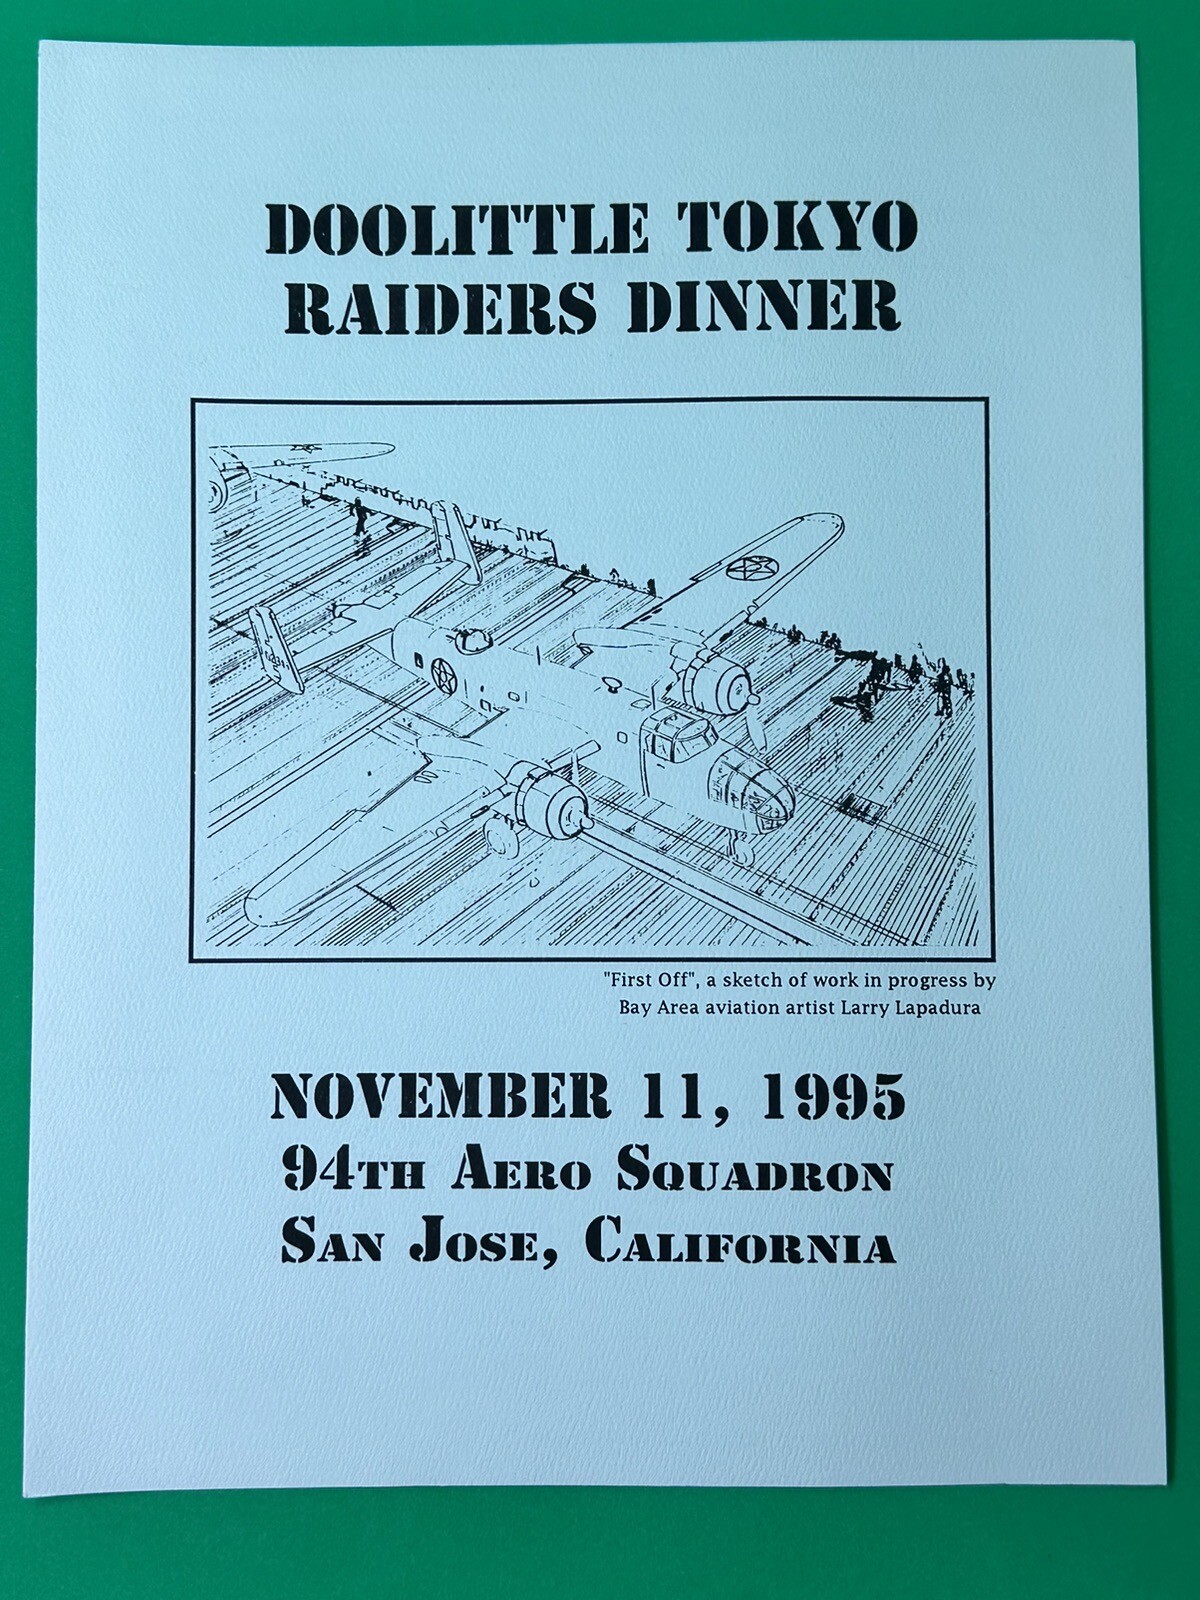 DOOLITTLE TOKYO
RAIDERS DINNER
"First Off", a sketch of work in progress by
Bay Area aviation artist Larry Lapadura
NOVEMBER 11, 1995
94TH AERO SQUADRON
SAN JOSE, CALIFORNIA